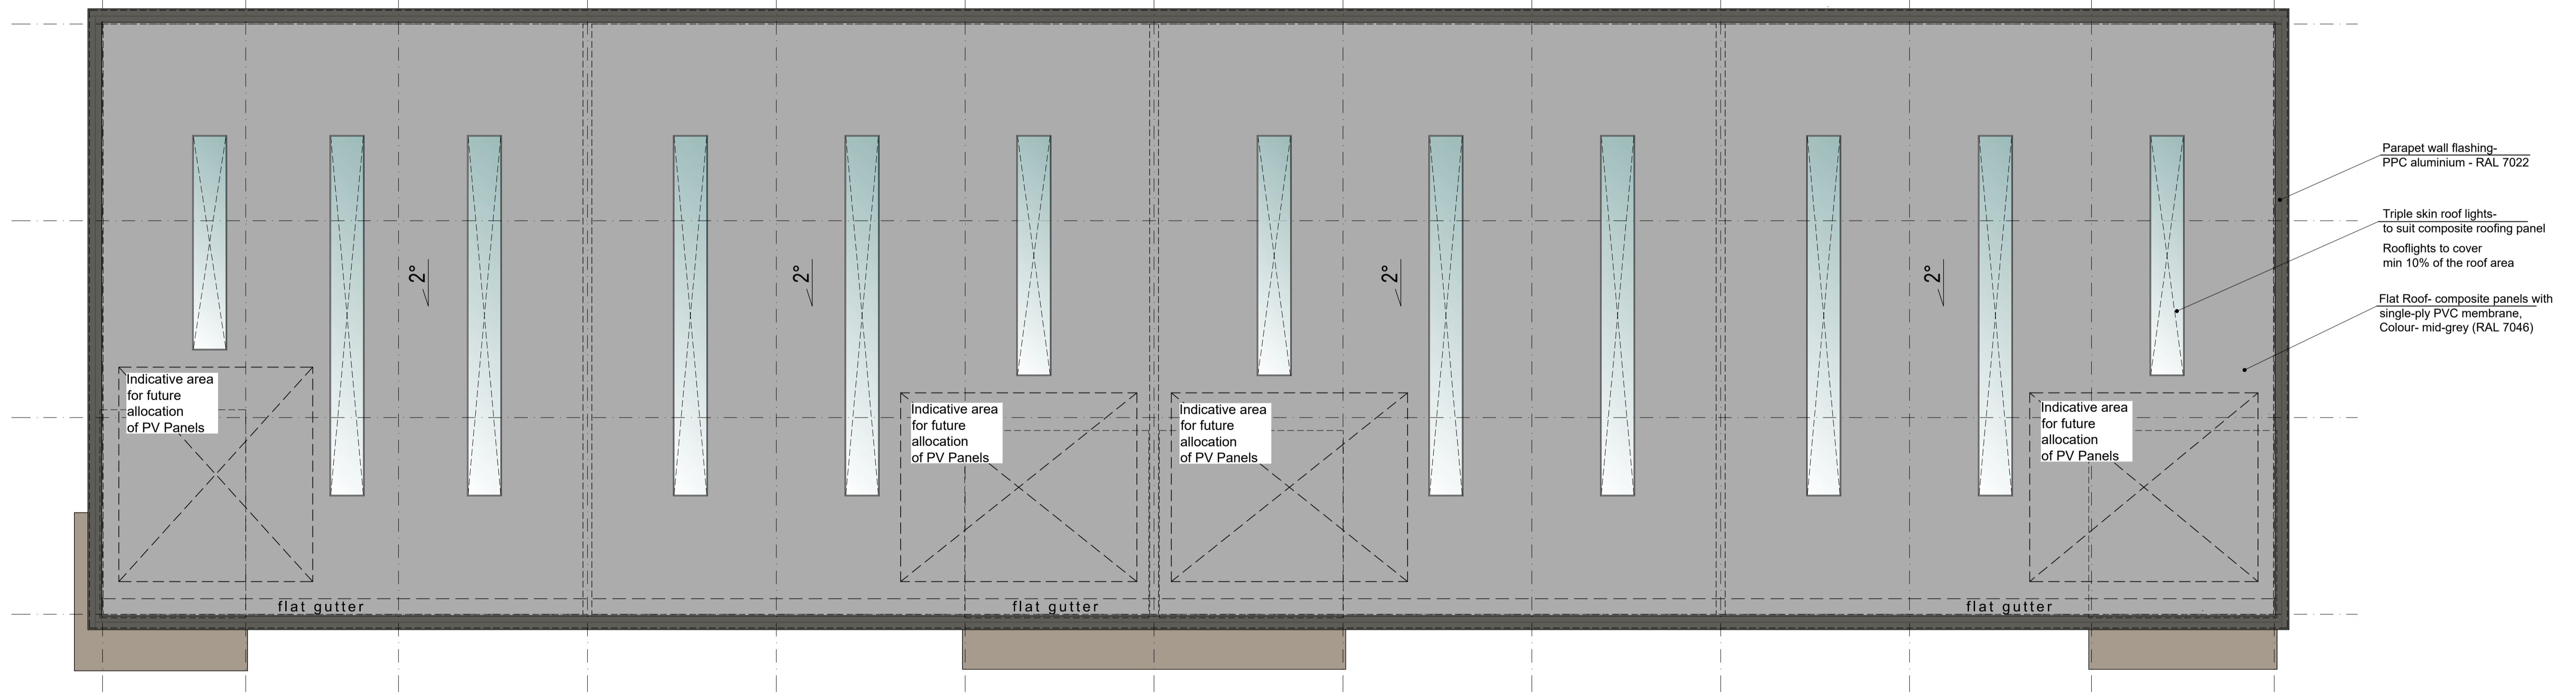 Parapet wall flashing-
PPC aluminium - RAL 7022
Triple skin roof lights-
to suit composite roofing panel
Rooflights to cover
min 10% of the roof area
Flat Roof- composite panels with
single-ply PVC membrane,
Colour- mid-grey (RAL 7046)
2°
2°
2°
2°
Indicative area
for future
allocation
of PV Panels
Indicative area
for future
allocation
of PV Panels
Indicative area
for future
allocation
of PV Panels
Indicative area
for future
allocation
of PV Panels
flat gutter
flat gutter
flat gutter